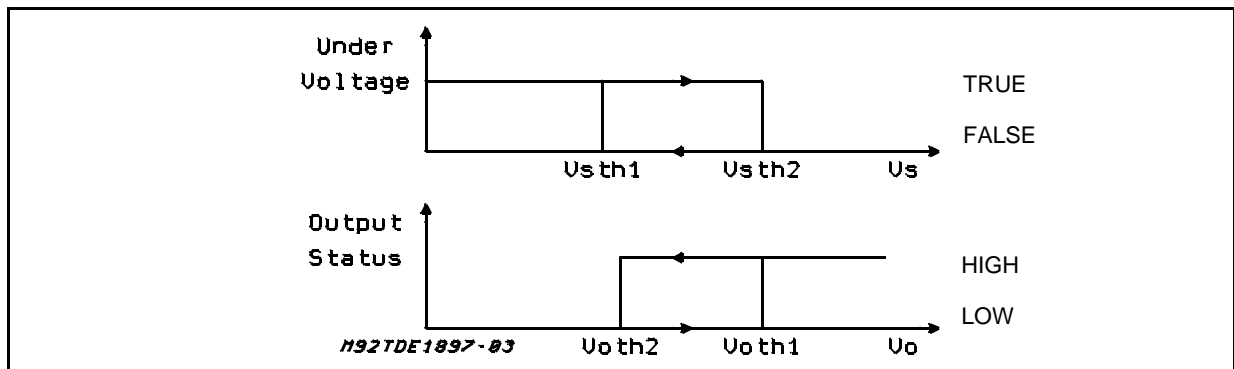 Under
Voltage
TRUE
FALSE
Vsth1 Vsth2 Vs
Output
Status
HIGH
LOW
M92TDE1897-03 Voth2 Voth1 Vo